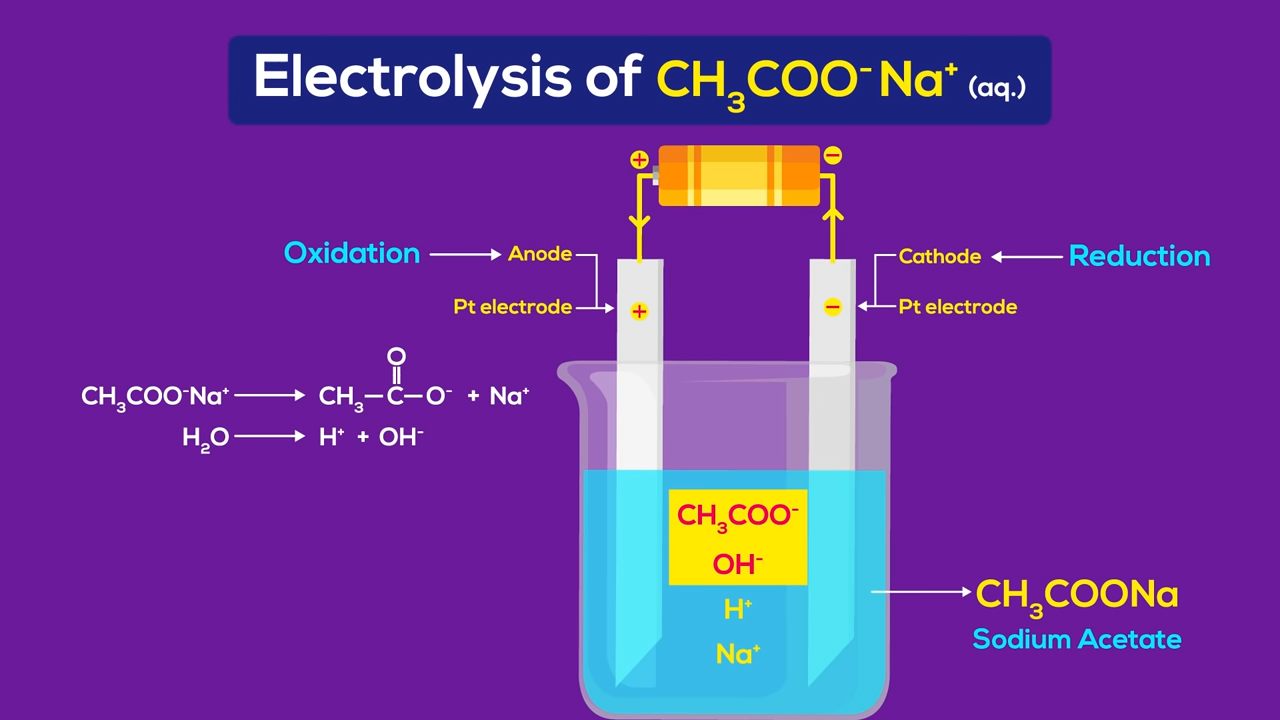 Electrolysis of CH₃COO⁻Na⁺ (aq.)
+ −
Oxidation ⟶ Anode
Cathode ⟵ Reduction
Pt electrode
+ −
Pt electrode
O
CH₃COO⁻Na⁺ ⟶ CH₃–C–O⁻ + Na⁺
H₂O ⟶ H⁺ + OH⁻
CH₃COO⁻
OH⁻
H⁺
Na⁺
CH₃COONa
Sodium Acetate